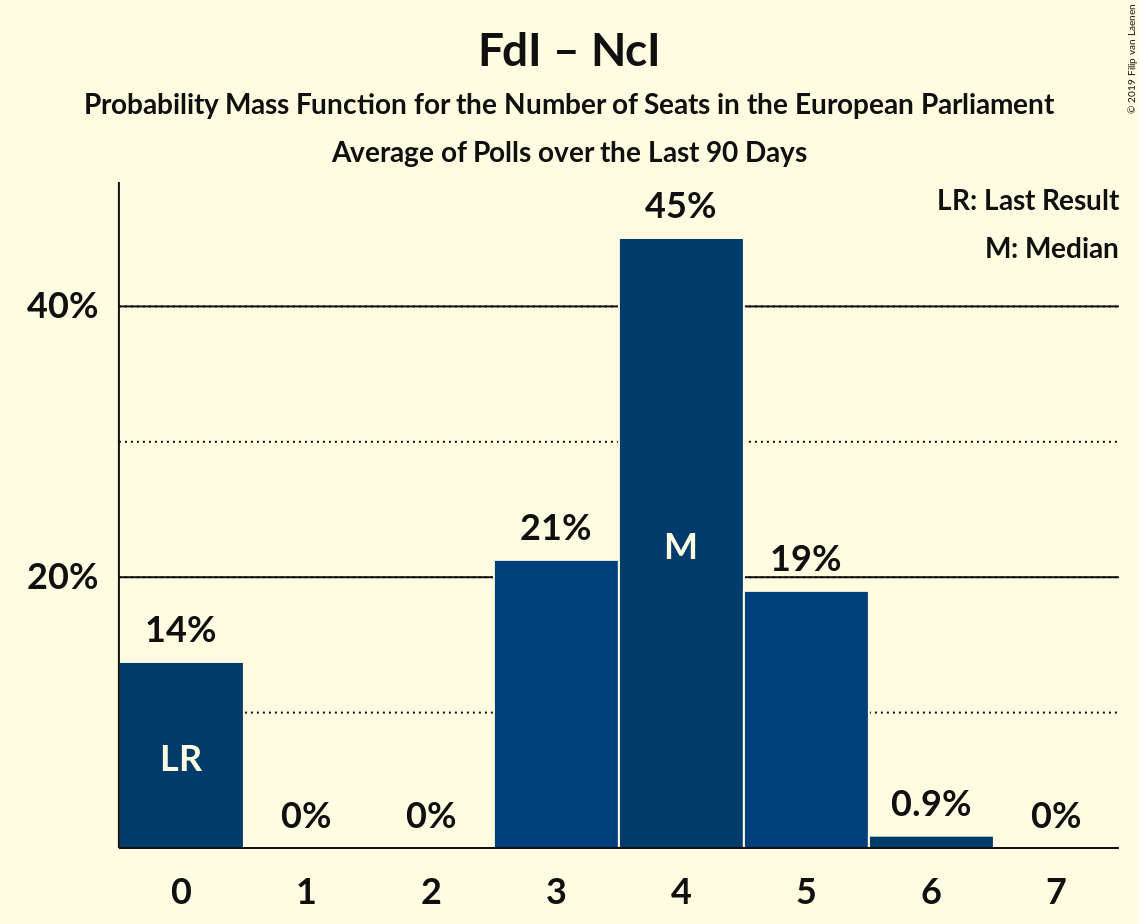 FdI – NcI
Probability Mass Function for the Number of Seats in the European Parliament
Average of Polls over the Last 90 Days
© 2019 Filip van Laenen
LR: Last Result
M: Median
45%
40%
21%
M
19%
20%
14%
LR
0%
0%
0.9%
0%
0 1 2 3 4 5 6 7